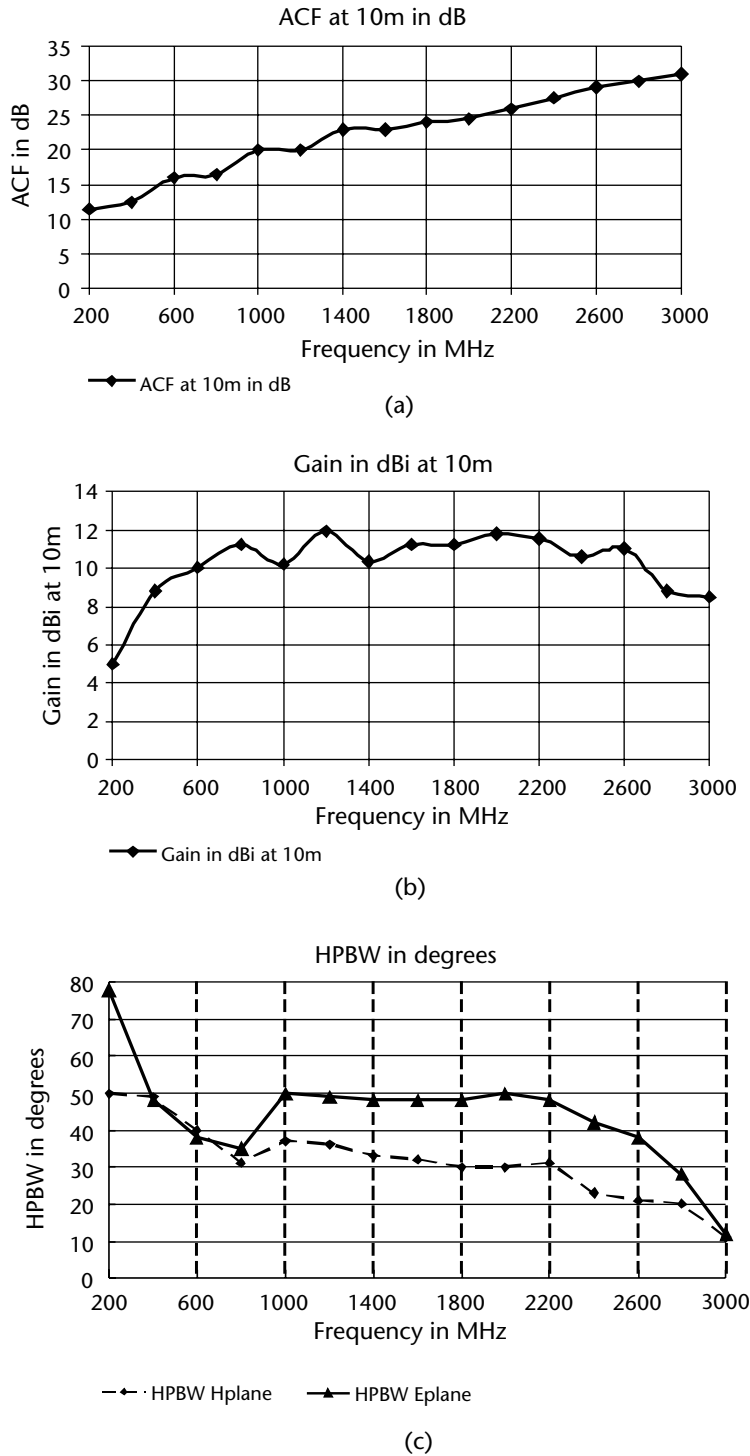 ACF at 10m in dB
35
30
25
20
15
10
5
0
ACF in dB
200 600 1000 1400 1800 2200 2600 3000
Frequency in MHz
ACF at 10m in dB
(a)
Gain in dBi at 10m
14
12
10
8
6
4
2
0
Gain in dBi at 10m
200 600 1000 1400 1800 2200 2600 3000
Frequency in MHz
Gain in dBi at 10m
(b)
HPBW in degrees
80
70
60
50
40
30
20
10
0
HPBW in degrees
200 600 1000 1400 1800 2200 2600 3000
Frequency in MHz
HPBW Hplane HPBW Eplane
(c)